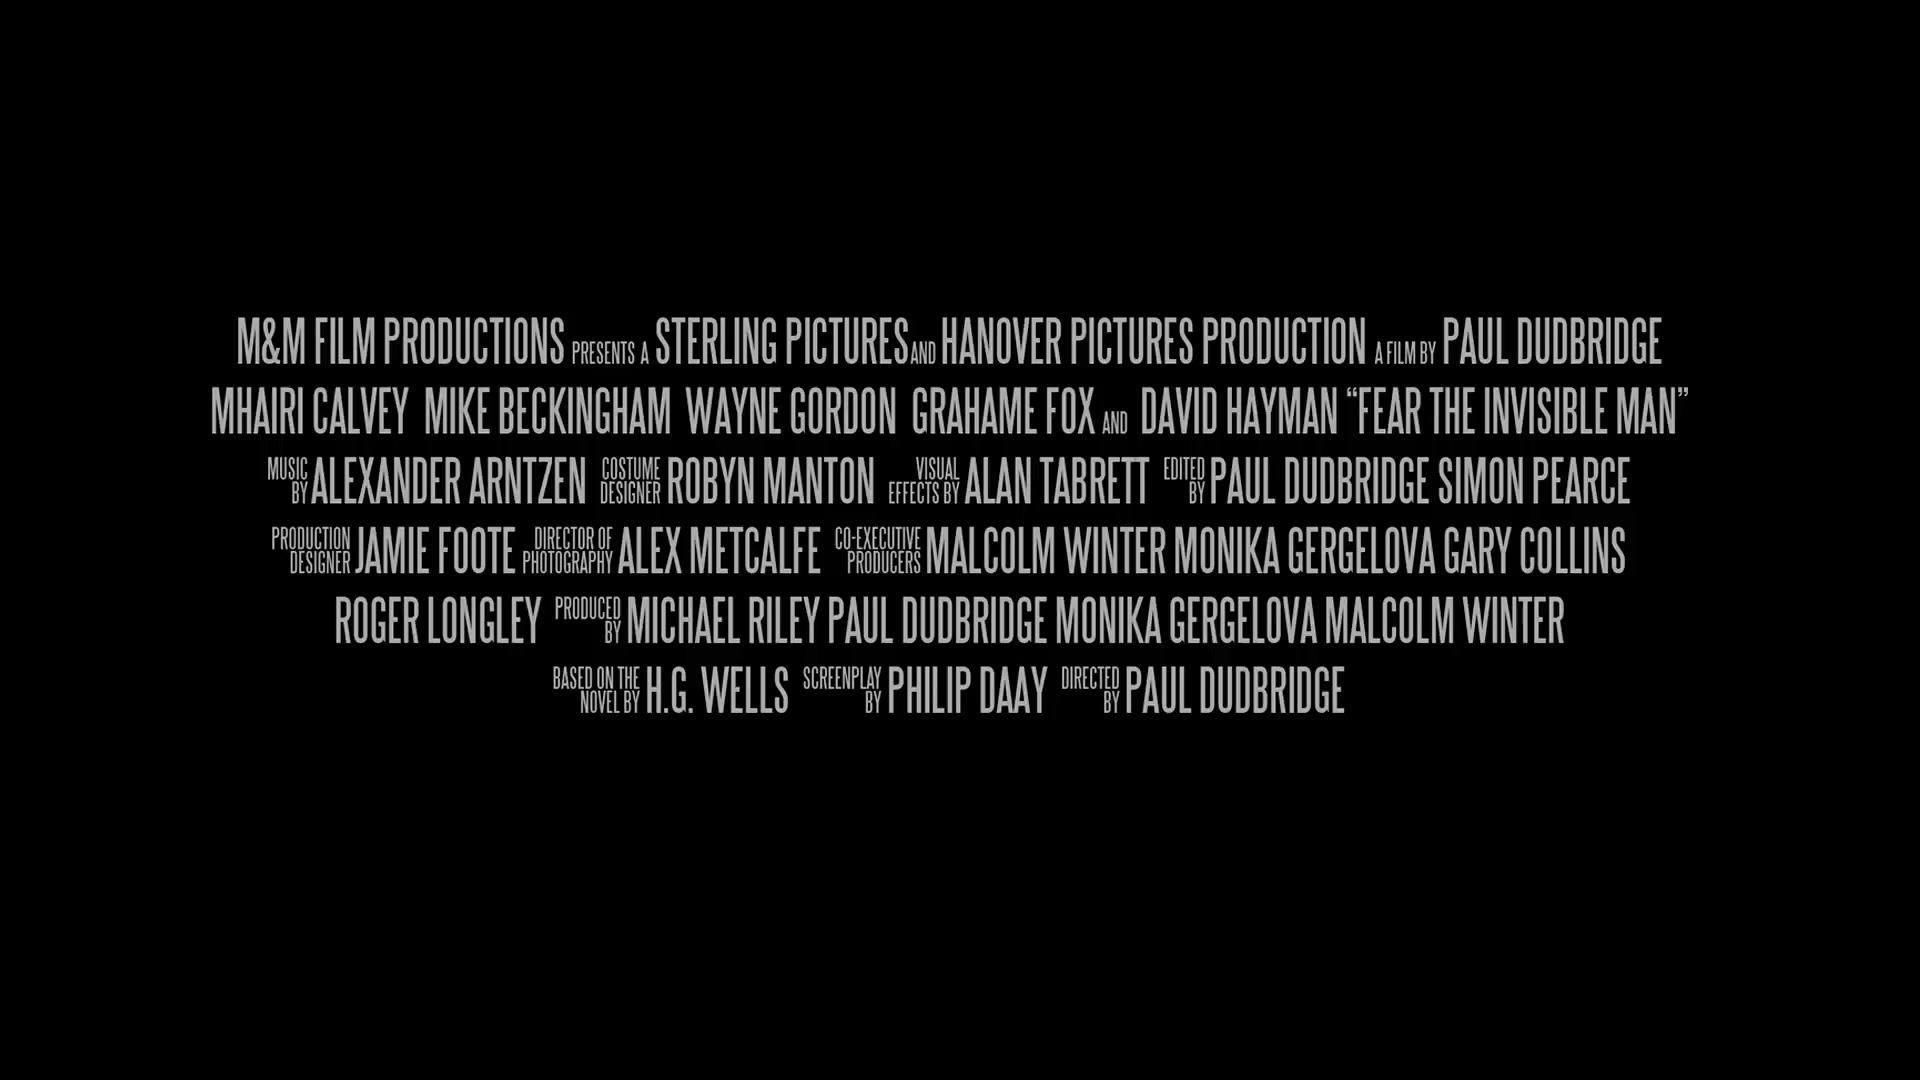 M&M FILM PRODUCTIONS PRESENTS A STERLING PICTURES AND HANOVER PICTURES PRODUCTION A FILM BY PAUL DUDBRIDGE
MHAIRI CALVEY MIKE BECKINGHAM WAYNE GORDON GRAHAME FOX AND DAVID HAYMAN “FEAR THE INVISIBLE MAN”
MUSIC BY ALEXANDER ARNTZEN COSTUME DESIGNER ROBYN MANTON VISUAL EFFECTS BY ALAN TABRETT EDITED BY PAUL DUDBRIDGE SIMON PEARCE
PRODUCTION DESIGNER JAMIE FOOTE DIRECTOR OF PHOTOGRAPHY ALEX METCALFE CO-EXECUTIVE PRODUCERS MALCOLM WINTER MONIKA GERGELOVA GARY COLLINS
ROGER LONGLEY PRODUCED BY MICHAEL RILEY PAUL DUDBRIDGE MONIKA GERGELOVA MALCOLM WINTER
BASED ON THE NOVEL BY H.G. WELLS SCREENPLAY BY PHILIP DAAY DIRECTED BY PAUL DUDBRIDGE